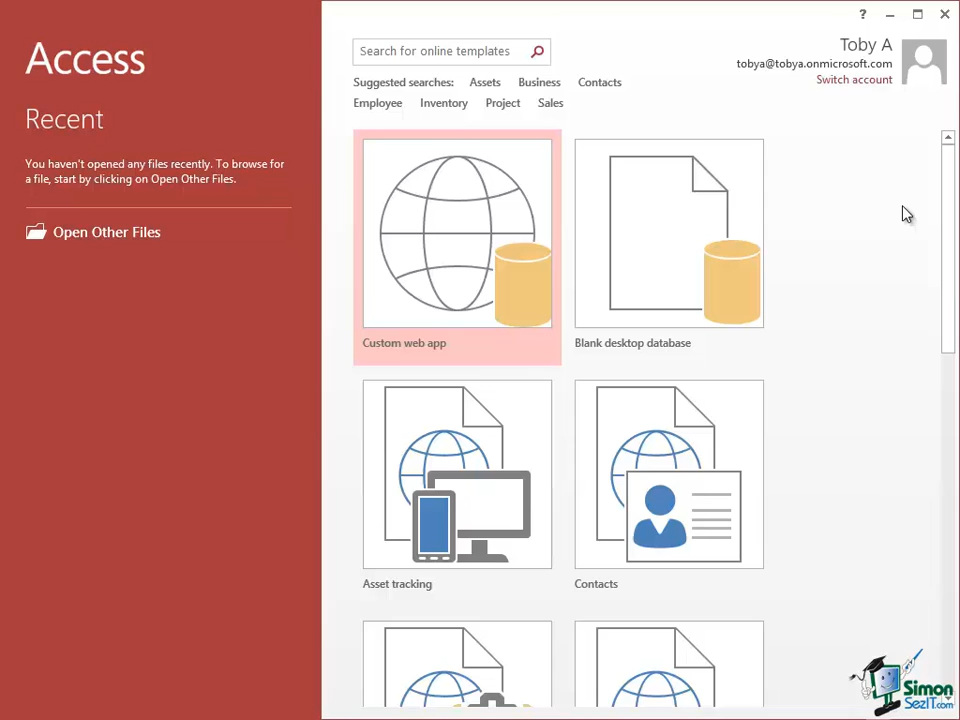 Access
Recent
You haven't opened any files recently. To browse for
a file, start by clicking on Open Other Files.
Open Other Files
?
Toby A
tobya@tobya.onmicrosoft.com
Switch account
Search for online templates
Suggested searches: Assets Business Contacts
Employee Inventory Project Sales
Custom web app
Blank desktop database
Asset tracking
Contacts
Simon
SezIT.com